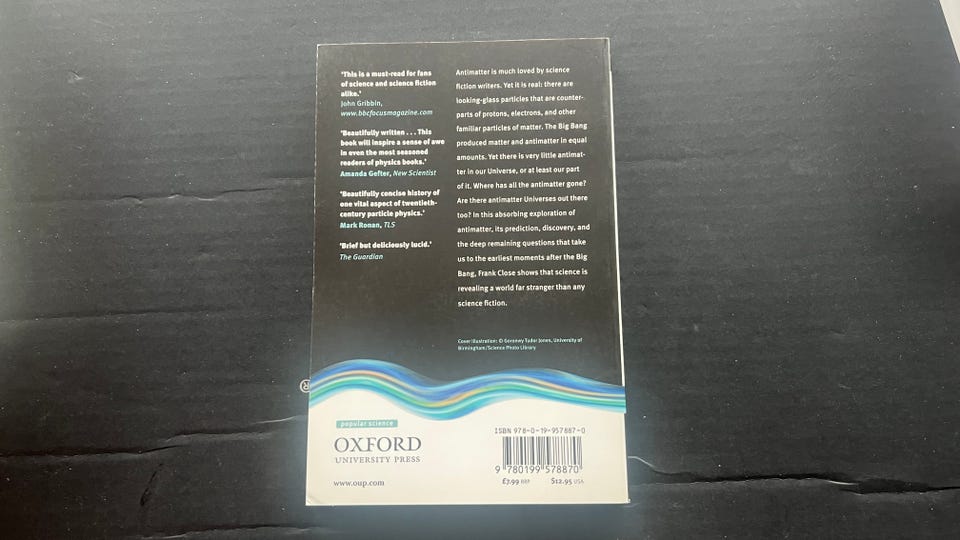 'This is a must-read for fans
of science and science fiction
alike.'
John Gribbin,
www.bbcfocusmagazine.com
'Beautifully written . . . This
book will inspire a sense of awe
in even the most seasoned
readers of physics books.'
Amanda Gefter, New Scientist
'Beautifully concise history of
one vital aspect of twentieth-
century particle physics.'
Mark Ronan, TLS
'Brief but deliciously lucid.'
The Guardian
Antimatter is much loved by science
fiction writers. Yet it is real: there are
looking-glass particles that are counter-
parts of protons, electrons, and other
familiar particles of matter. The Big Bang
produced matter and antimatter in equal
amounts. Yet there is very little antimat-
ter in our Universe, or at least our part
of it. Where has all the antimatter gone?
Are there antimatter Universes out there
too? In this absorbing exploration of
antimatter, its prediction, discovery, and
the deep remaining questions that take
us to the earliest moments after the Big
Bang, Frank Close shows that science is
revealing a world far stranger than any
science fiction.
Cover illustration: © Goronwy Tudor Jones, University of
Birmingham/Science Photo Library
popular science
OXFORD
UNIVERSITY PRESS
www.oup.com
ISBN 978-0-19-957887-0
9 780199 578870
£7.99 RRP $12.95 USA